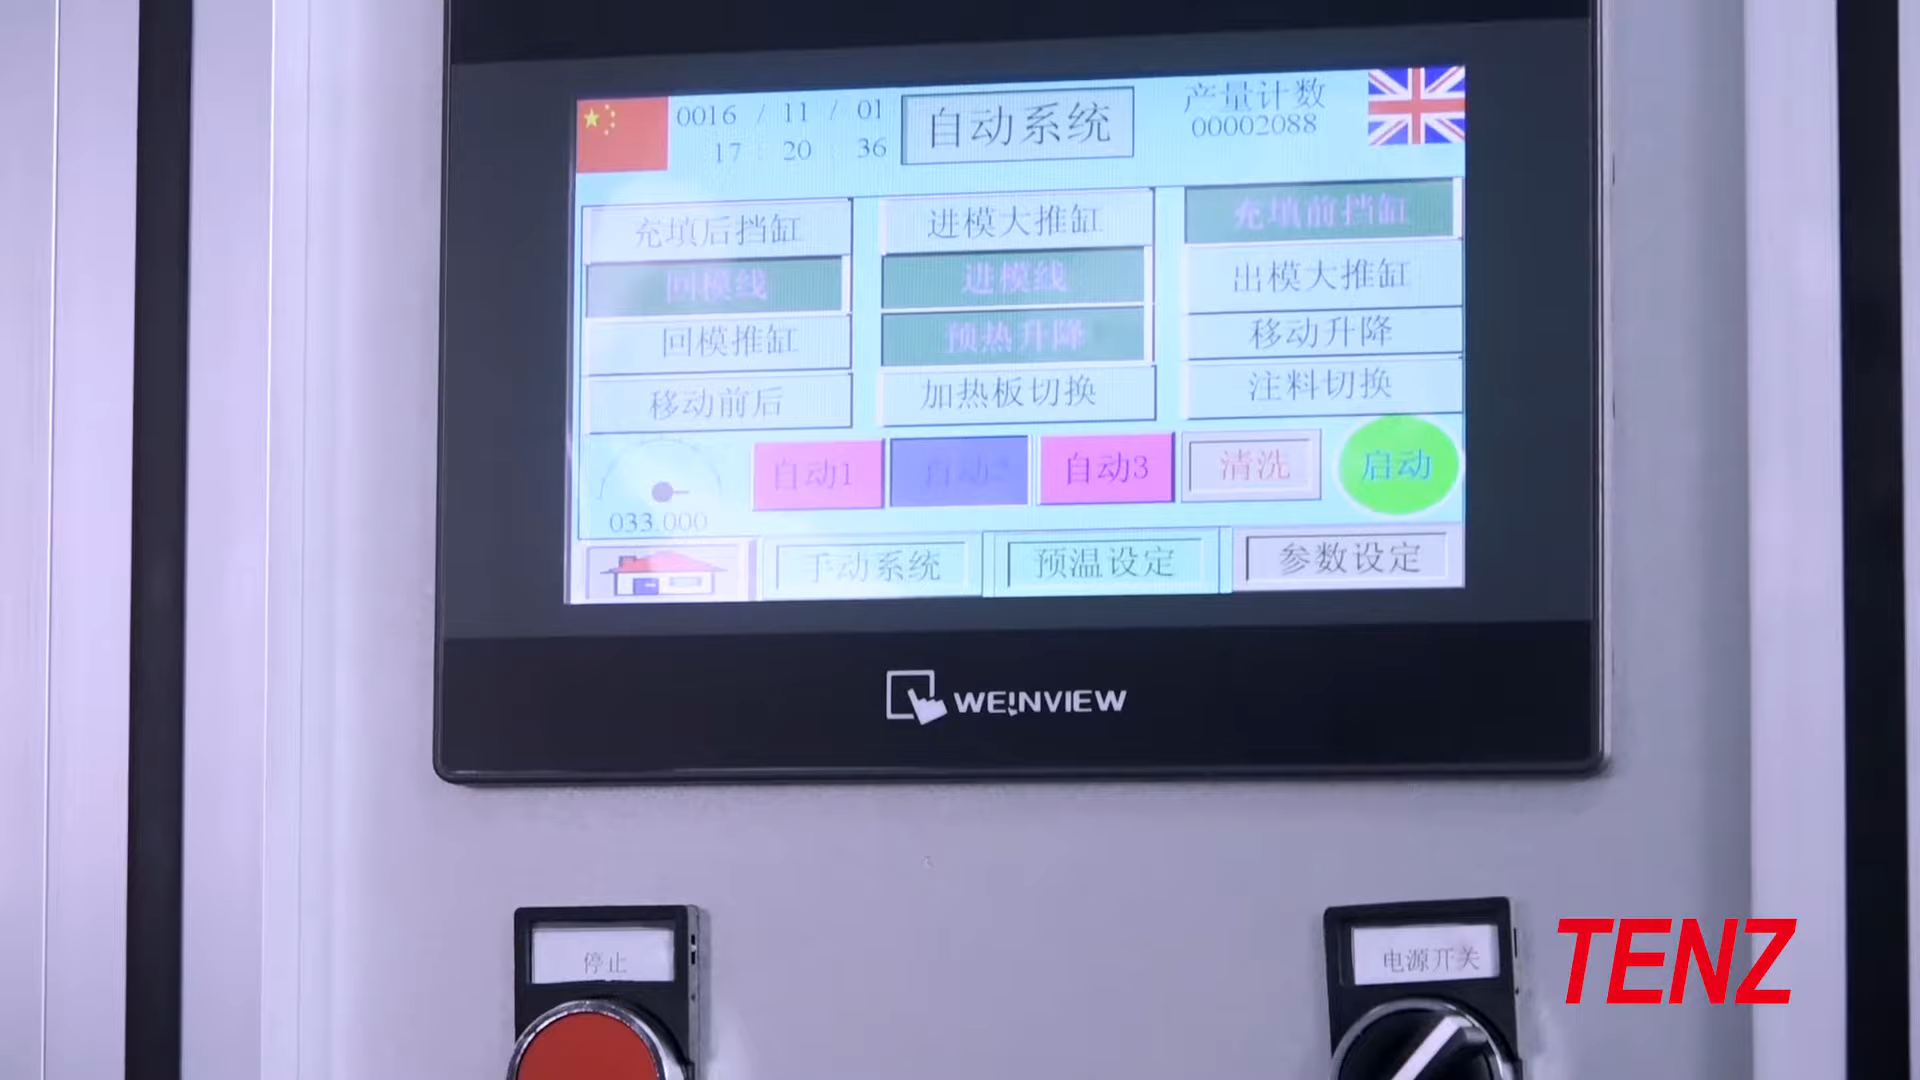 0016 / 11 / 01
17 : 20 : 36
自动系统
产量计数
00002088
充填后挡缸
进模大推缸
充填前挡缸
回模线
进模线
出模大推缸
回模推缸
预热升降
移动升降
移动前后
加热板切换
注料切换
033.000
自动1
自动2
自动3
清洗
启动
手动系统
预温设定
参数设定
WEINVIEW
停止
电源开关
TENZ